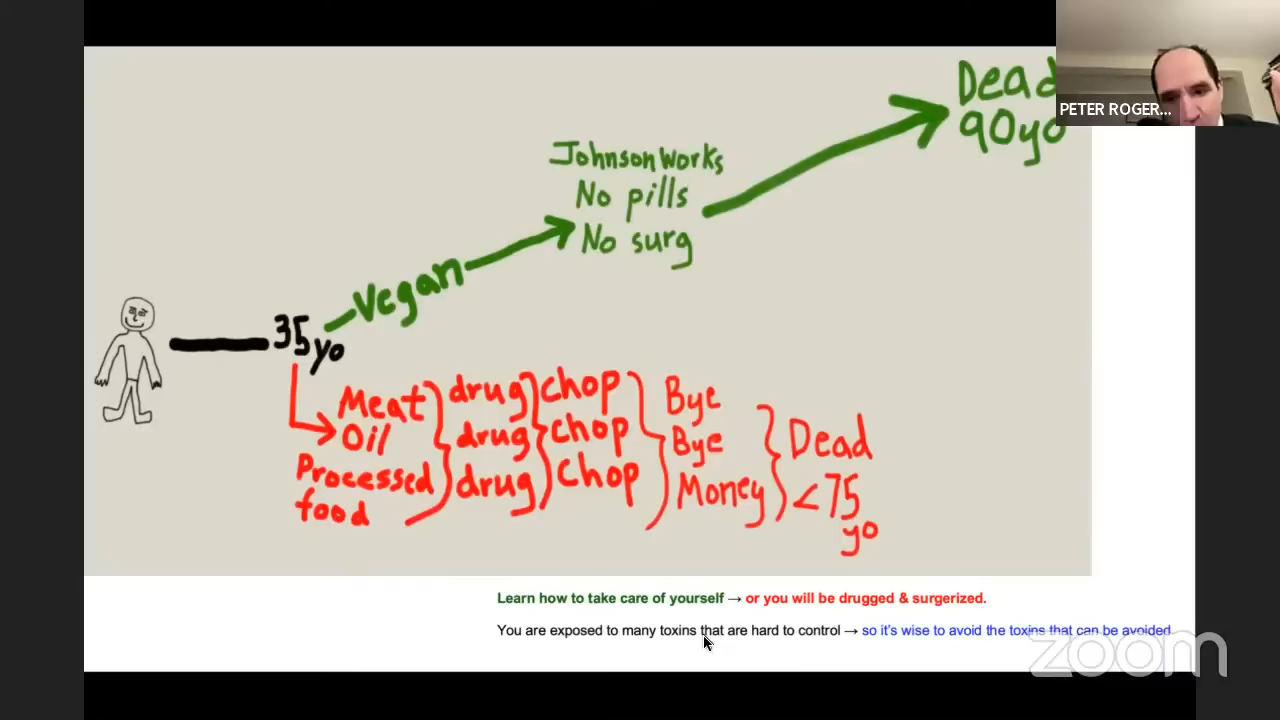 Dead
90yo
PETER ROGER...
Johnson Works
No pills
No surg
Vegan
35
yo
Meat
Oil
Processed
food
drug
drug
drug
chop
chop
chop
Bye
Bye
Money
Dead
<75
yo
Learn how to take care of yourself → or you will be drugged & surgerized.
You are exposed to many toxins that are hard to control → so it's wise to avoid the toxins that can be avoided.
zoom